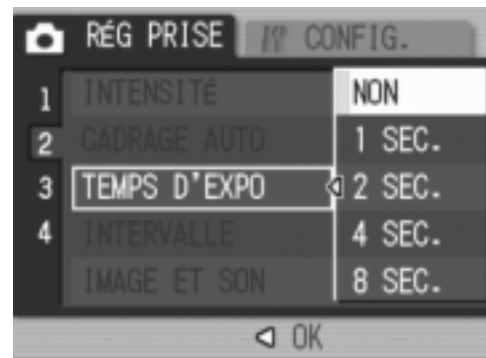 RÉG PRISE CONFIG.
1 INTENSITÉ NON
2 CADRAGE AUTO 1 SEC.
3 TEMPS D'EXPO 2 SEC.
4 INTERVALLE 4 SEC.
IMAGE ET SON 8 SEC.
OK